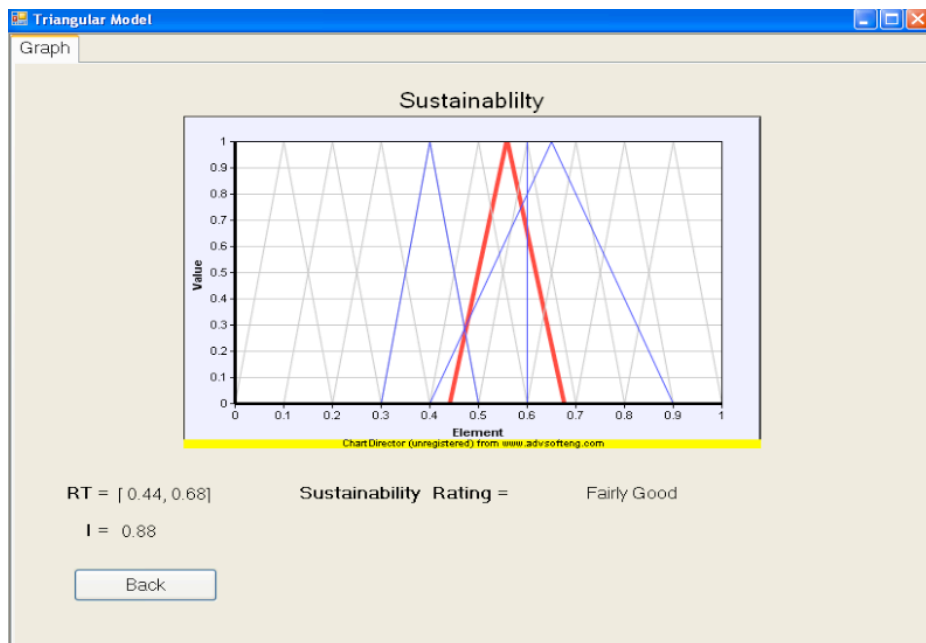 Triangular Model
Graph
Sustainablilty
1
0.9
0.8
0.7
0.6
0.5
0.4
0.3
0.2
0.1
0
Value
0 0.1 0.2 0.3 0.4 0.5 0.6 0.7 0.8 0.9 1
Element
ChartDirector (unregistered) from www.advsofteng.com
RT = [ 0.44, 0.68] Sustainability Rating = Fairly Good
I = 0.88
Back